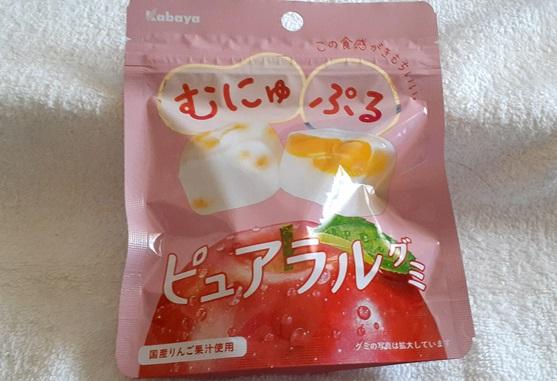 Kabaya
この食感がきもちいい
むにゅ ぷる
ピュアラルグミ
国産りんご果汁使用
グミの写真は拡大しています